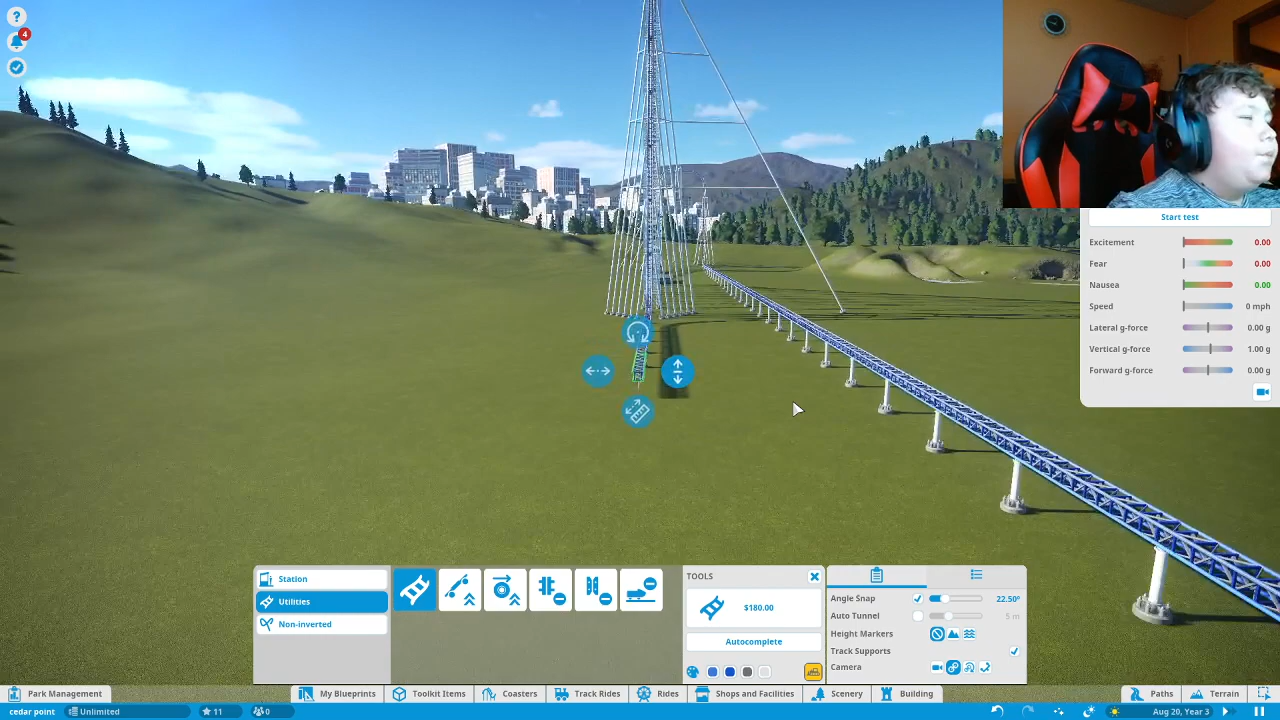 ?
4
Start test
Excitement 0.00
Fear 0.00
Nausea 0.00
Speed 0 mph
Lateral g-force 0.00 g
Vertical g-force 1.00 g
Forward g-force 0.00 g
Station
Utilities
Non-inverted
TOOLS
$180.00
Autocomplete
Angle Snap 22.50°
Auto Tunnel 5 m
Height Markers
Track Supports
Camera
Park Management
My Blueprints
Toolkit Items
Coasters
Track Rides
Rides
Shops and Facilities
Scenery
Building
Paths
Terrain
cedar point
Unlimited
11
0
Aug 20, Year 3